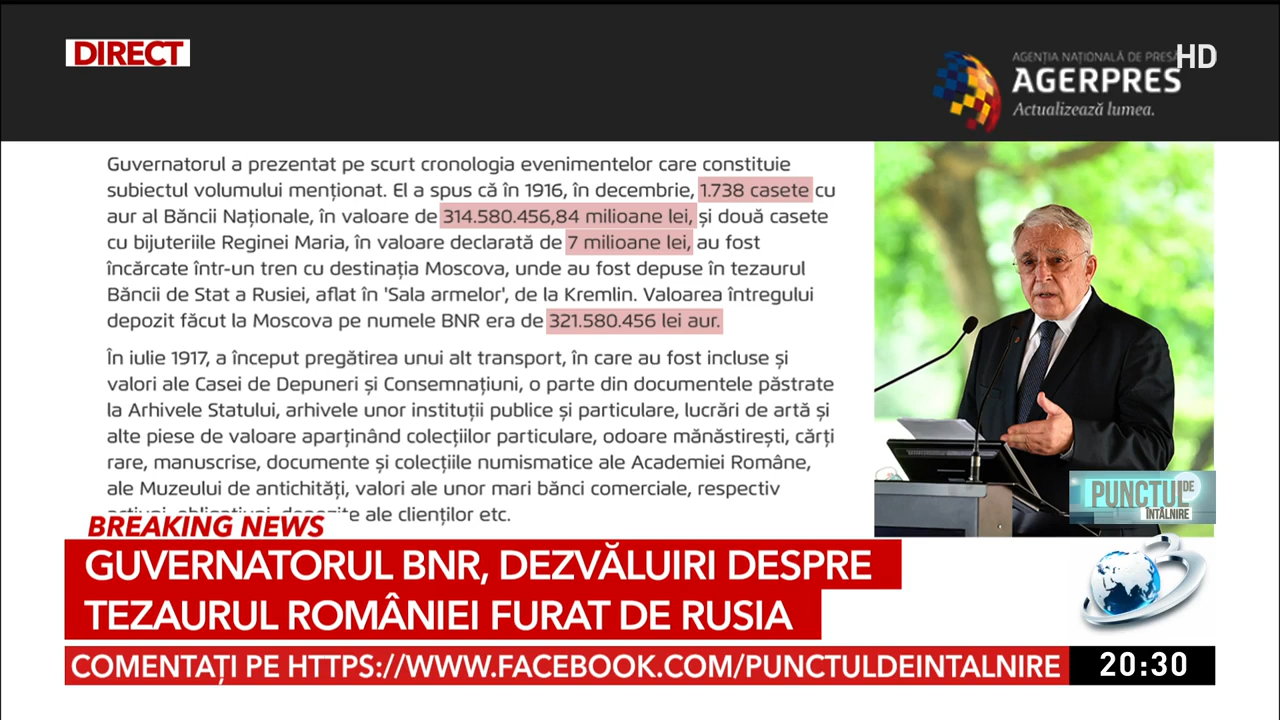 DIRECT
AGENȚIA NAȚIONALĂ DE PRESĂ
HD
AGERPRES
Actualizează lumea.
Guvernatorul a prezentat pe scurt cronologia evenimentelor care constituie
subiectul volumului menționat. El a spus că în 1916, în decembrie, 1.738 casete cu
aur al Băncii Naționale, în valoare de 314.580.456,84 milioane lei, și două casete
cu bijuteriile Reginei Maria, în valoare declarată de 7 milioane lei, au fost
încărcate într-un tren cu destinația Moscova, unde au fost depuse în tezaurul
Băncii de Stat a Rusiei, aflat în 'Sala armelor', de la Kremlin. Valoarea întregului
depozit făcut la Moscova pe numele BNR era de 321.580.456 lei aur.
În iulie 1917, a început pregătirea unui alt transport, în care au fost incluse și
valori ale Casei de Depuneri și Consemnațiuni, o parte din documentele păstrate
la Arhivele Statului, arhivele unor instituții publice și particulare, lucrări de artă și
alte piese de valoare aparținând colecțiilor particulare, odoare mănăstirești, cărți
rare, manuscrise, documente și colecțiile numismatice ale Academiei Române,
ale Muzeului de antichități, valori ale unor mari bănci comerciale, respectiv
ale clienților etc.
PUNCTUL DE
ÎNTÂLNIRE
BREAKING NEWS
GUVERNATORUL BNR, DEZVĂLUIRI DESPRE
TEZAURUL ROMÂNIEI FURAT DE RUSIA
COMENTAȚI PE HTTPS://WWW.FACEBOOK.COM/PUNCTULDEINTALNIRE
20:30